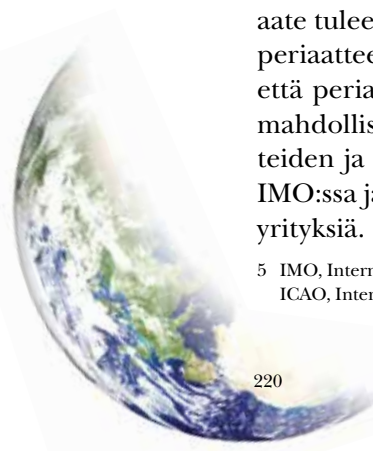 aate tulee
periaattee
että peria
mahdollis
teiden ja
IMO:ssa ja
yrityksiä.
5 IMO, Intern
ICAO, Inter
220